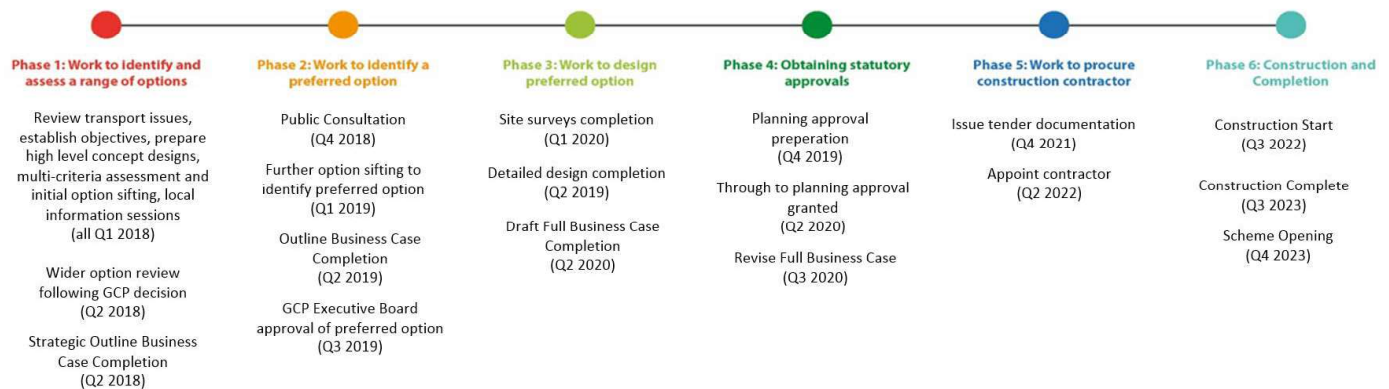 Phase 1: Work to identify and
assess a range of options
Review transport issues,
establish objectives, prepare
high level concept designs,
multi-criteria assessment and
initial option sifting, local
information sessions
(all Q1 2018)
Wider option review
following GCP decision
(Q2 2018)
Strategic Outline Business
Case Completion
(Q2 2018)
Phase 2: Work to identify a
preferred option
Public Consultation
(Q4 2018)
Further option sifting to
identify preferred option
(Q1 2019)
Outline Business Case
Completion
(Q2 2019)
GCP Executive Board
approval of preferred option
(Q3 2019)
Phase 3: Work to design
preferred option
Site surveys completion
(Q1 2020)
Detailed design completion
(Q2 2019)
Draft Full Business Case
Completion
(Q2 2020)
Phase 4: Obtaining statutory
approvals
Planning approval
preperation
(Q4 2019)
Through to planning approval
granted
(Q2 2020)
Revise Full Business Case
(Q3 2020)
Phase 5: Work to procure
construction contractor
Issue tender documentation
(Q4 2021)
Appoint contractor
(Q2 2022)
Phase 6: Construction and
Completion
Construction Start
(Q3 2022)
Construction Complete
(Q3 2023)
Scheme Opening
(Q4 2023)